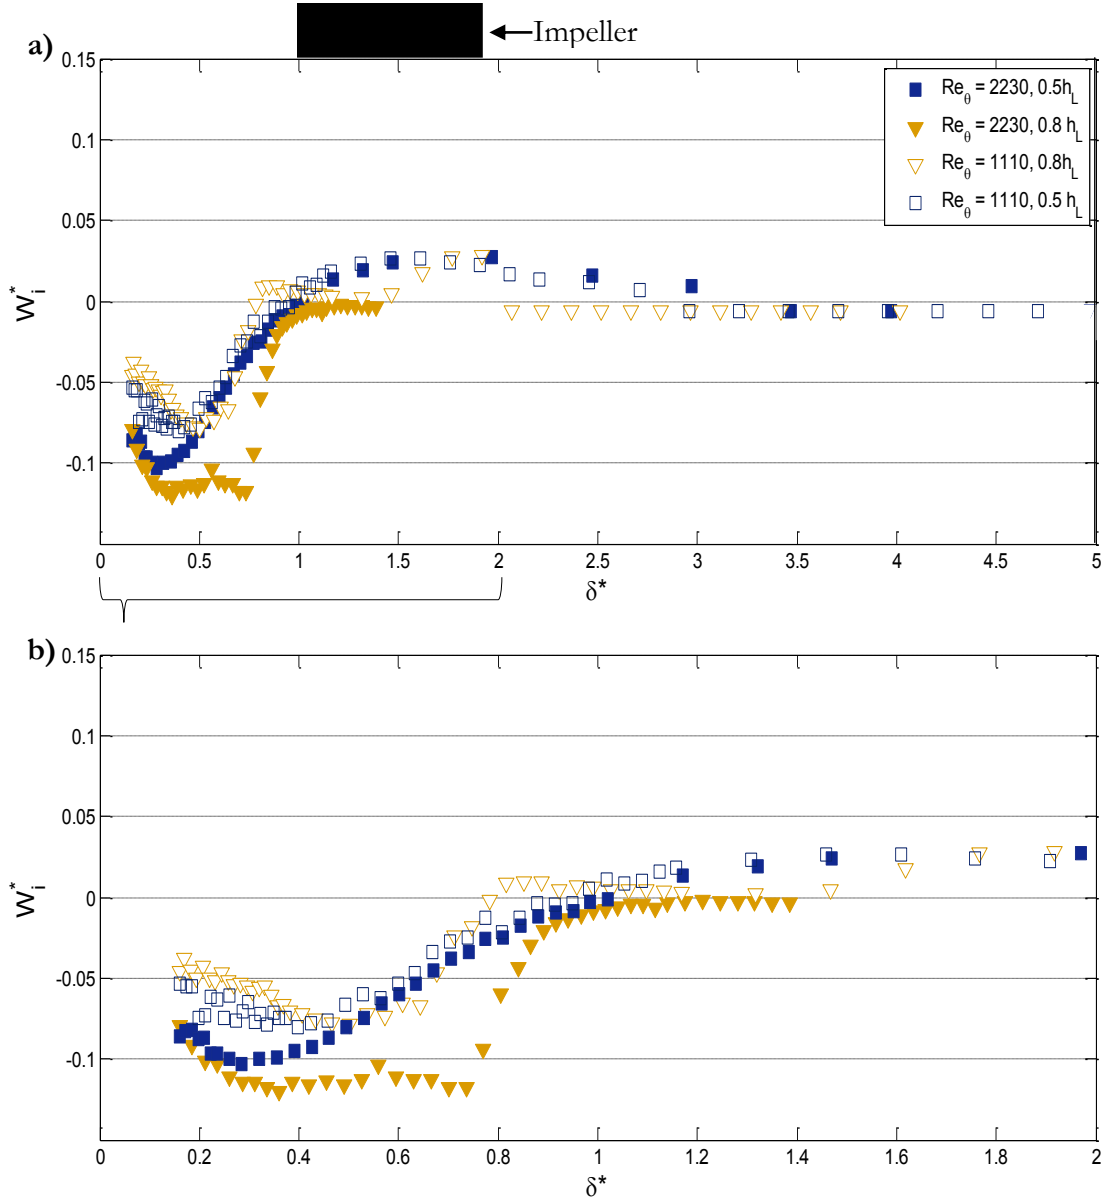 Impeller
a)
0.15
0.1
0.05
0
-0.05
-0.1
W*i
Reθ = 2230, 0.5hL
Reθ = 2230, 0.8 hL
Reθ = 1110, 0.8hL
Reθ = 1110, 0.5 hL
0 0.5 1 1.5 2 2.5 3 3.5 4 4.5 5
δ*
b)
0.15
0.1
0.05
0
-0.05
-0.1
W*i
0 0.2 0.4 0.6 0.8 1 1.2 1.4 1.6 1.8 2
δ*